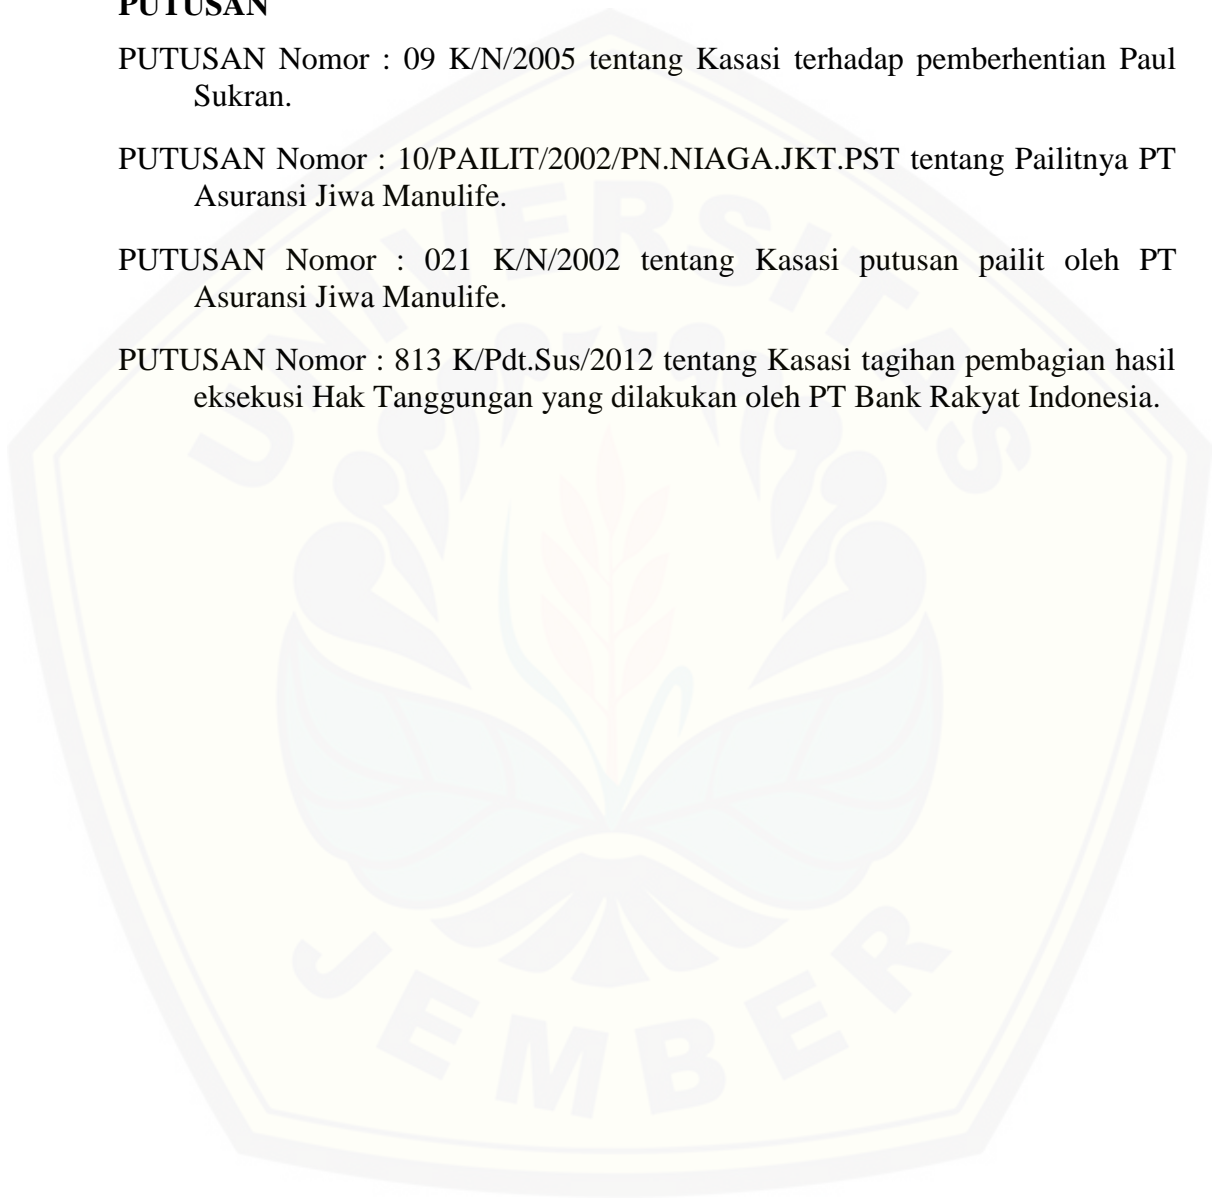 PUTUSAN
PUTUSAN Nomor : 09 K/N/2005 tentang Kasasi terhadap pemberhentian Paul
Sukran.
PUTUSAN Nomor : 10/PAILIT/2002/PN.NIAGA.JKT.PST tentang Pailitnya PT
Asuransi Jiwa Manulife.
PUTUSAN Nomor : 021 K/N/2002 tentang Kasasi putusan pailit oleh PT
Asuransi Jiwa Manulife.
PUTUSAN Nomor : 813 K/Pdt.Sus/2012 tentang Kasasi tagihan pembagian hasil
eksekusi Hak Tanggungan yang dilakukan oleh PT Bank Rakyat Indonesia.
UNIVERSITAS
JEMBER